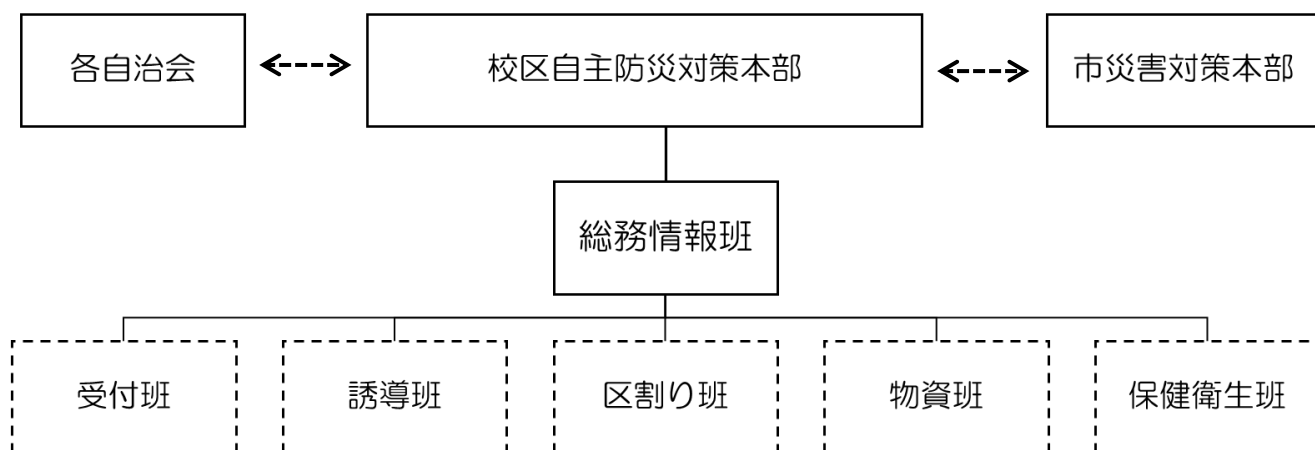 各自治会
校区自主防災対策本部
市災害対策本部
総務情報班
受付班
誘導班
区割り班
物資班
保健衛生班